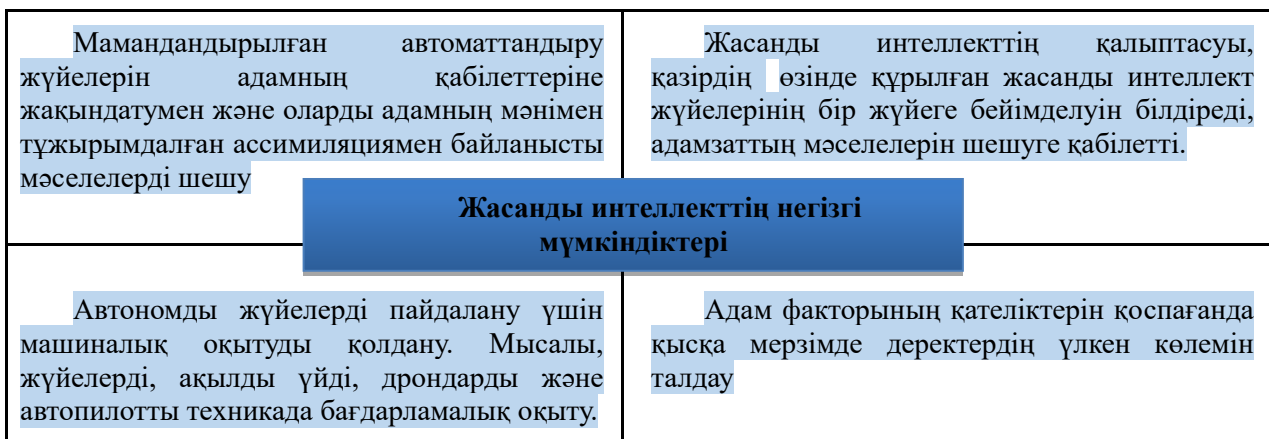 Мамандандырылған автоматтандыру
жүйелерін адамның қабілеттеріне
жақындатумен және оларды адамның мәнімен
тұжырымдалған ассимиляциямен байланысты
мәселелерді шешу
Жасанды интеллекттің қалыптасуы,
қазірдің өзінде құрылған жасанды интеллект
жүйелерінің бір жүйеге бейімделуін білдіреді,
адамзаттың мәселелерін шешуге қабілетті.
Жасанды интеллекттің негізгі
мүмкіндіктері
Автономды жүйелерді пайдалану үшін
машиналық оқытуды қолдану. Мысалы,
жүйелерді, ақылды үйді, дрондарды және
автопилотты техникада бағдарламалық оқыту.
Адам факторының қателіктерін қоспағанда
қысқа мерзімде деректердің үлкен көлемін
талдау